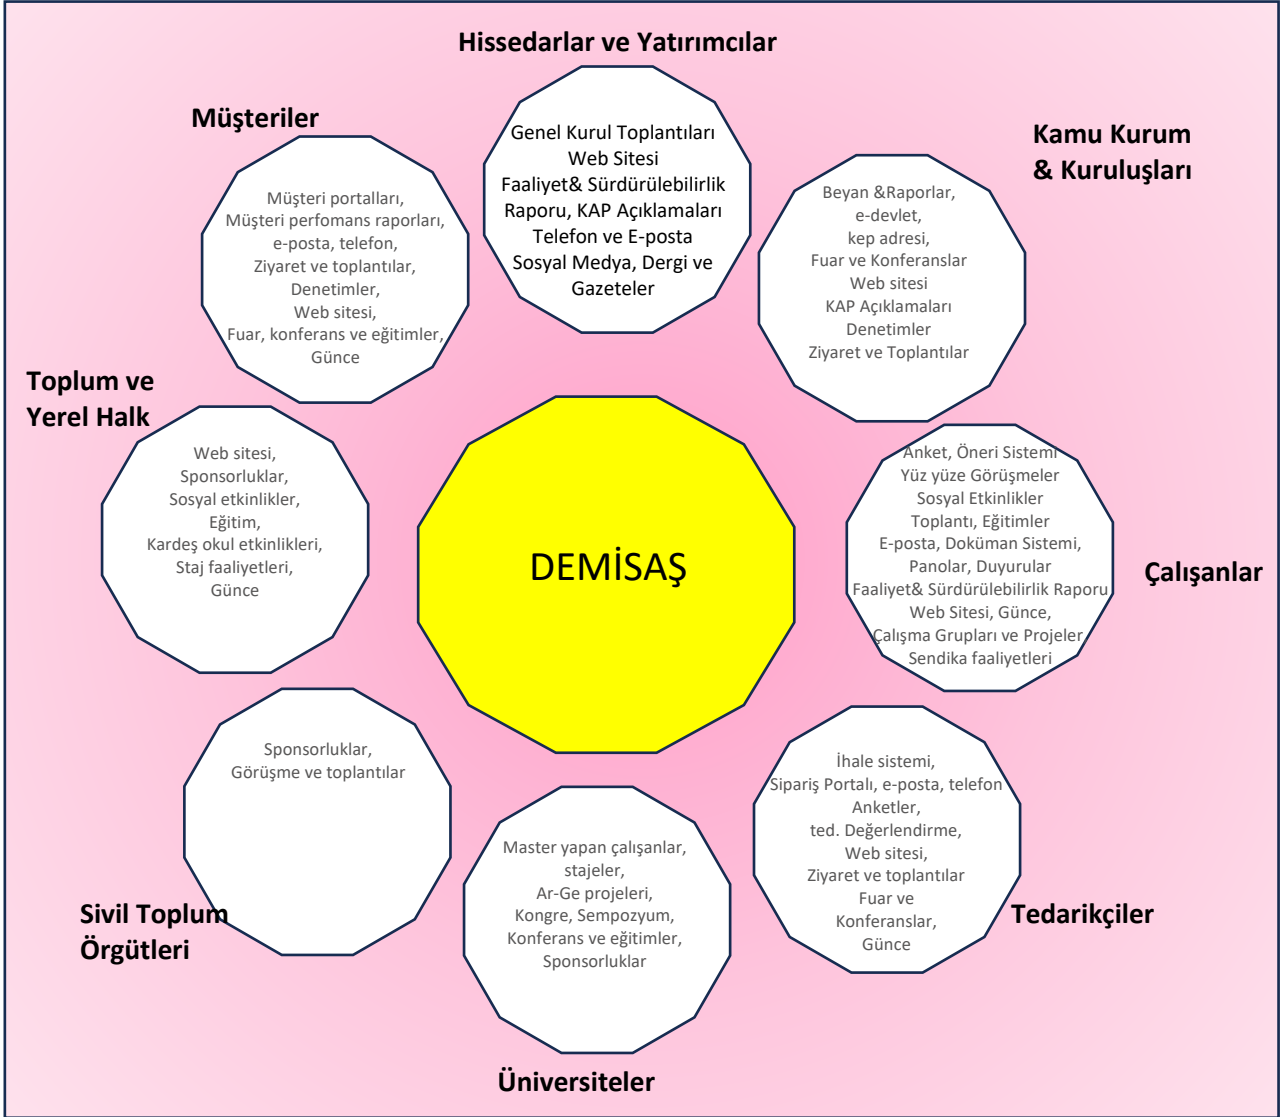 Hissedarlar ve Yatırımcılar
Genel Kurul Toplantıları
Web Sitesi
Faaliyet& Sürdürülebilirlik
Raporu, KAP Açıklamaları
Telefon ve E-posta
Sosyal Medya, Dergi ve
Gazeteler
Müşteriler
Müşteri portalları,
Müşteri perfomans raporları,
e-posta, telefon,
Ziyaret ve toplantılar,
Denetimler,
Web sitesi,
Fuar, konferans ve eğitimler,
Günce
Kamu Kurum
& Kuruluşları
Beyan &Raporlar,
e-devlet,
kep adresi,
Fuar ve Konferanslar
Web sitesi
KAP Açıklamaları
Denetimler
Ziyaret ve Toplantılar
Toplum ve
Yerel Halk
Web sitesi,
Sponsorluklar,
Sosyal etkinlikler,
Eğitim,
Kardeş okul etkinlikleri,
Staj faaliyetleri,
Günce
DEMİSAŞ
Anket, Öneri Sistemi
Yüz yüze Görüşmeler
Sosyal Etkinlikler
Toplantı, Eğitimler
E-posta, Doküman Sistemi,
Panolar, Duyurular
Faaliyet& Sürdürülebilirlik Raporu
Web Sitesi, Günce,
Çalışma Grupları ve Projeler
Sendika faaliyetleri
Çalışanlar
Sponsorluklar,
Görüşme ve toplantılar
Sivil Toplum
Örgütleri
Master yapan çalışanlar,
stajeler,
Ar-Ge projeleri,
Kongre, Sempozyum,
Konferans ve eğitimler,
Sponsorluklar
Üniversiteler
İhale sistemi,
Sipariş Portalı, e-posta, telefon
Anketler,
ted. Değerlendirme,
Web sitesi,
Ziyaret ve toplantılar
Fuar ve
Konferanslar,
Günce
Tedarikçiler